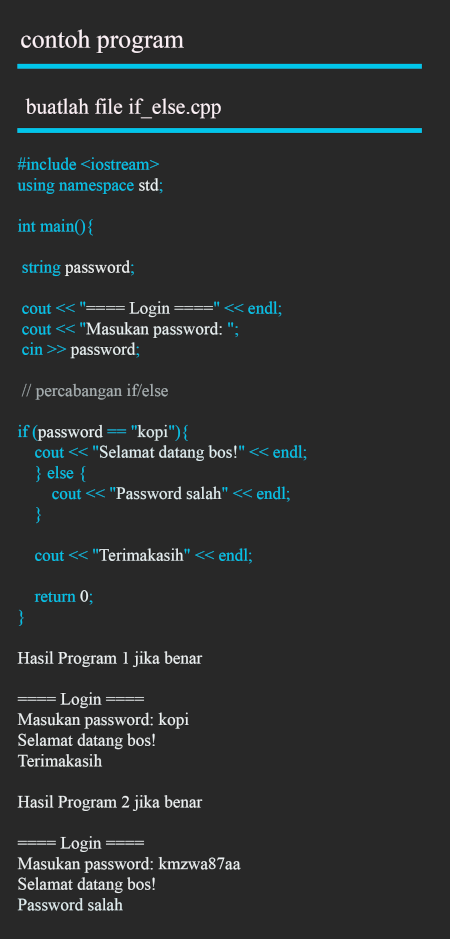 contoh program
buatlah file if_else.cpp
#include <iostream>
using namespace std;
int main(){
string password;
cout << "==== Login ====" << endl;
cout << "Masukan password: ";
cin >> password;
// percabangan if/else
if (password == "kopi"){
cout << "Selamat datang bos!" << endl;
} else {
cout << "Password salah" << endl;
}
cout << "Terimakasih" << endl;
return 0;
}
Hasil Program 1 jika benar
==== Login ====
Masukan password: kopi
Selamat datang bos!
Terimakasih
Hasil Program 2 jika benar
==== Login ====
Masukan password: kmzwa87aa
Selamat datang bos!
Password salah